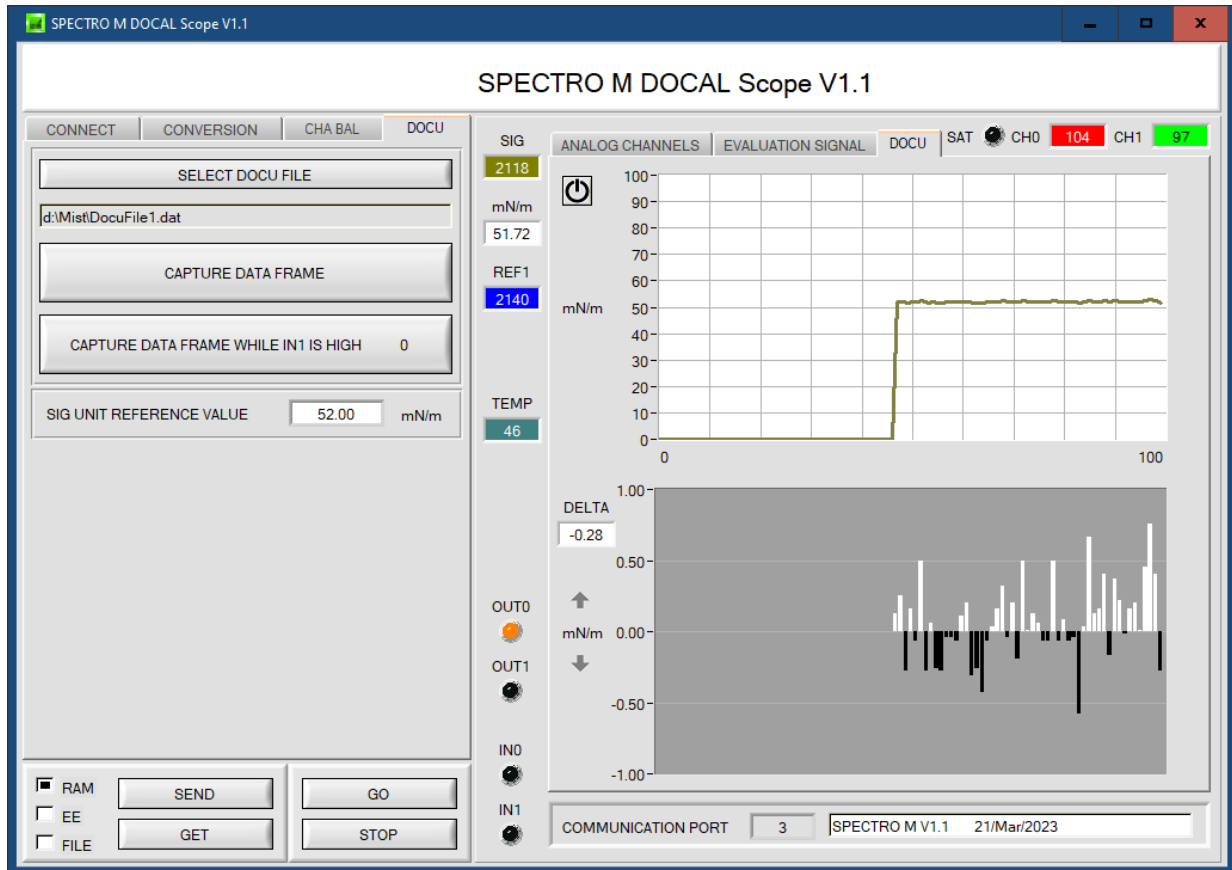 SPECTRO M DOCAL Scope V1.1
SPECTRO M DOCAL Scope V1.1
CONNECT CONVERSION CHA BAL DOCU
SELECT DOCU FILE
d:\Mist\DocuFile1.dat
CAPTURE DATA FRAME
CAPTURE DATA FRAME WHILE IN1 IS HIGH 0
SIG UNIT REFERENCE VALUE 52.00 mN/m
RAM
EE
FILE
SEND
GET
GO
STOP
SIG
2118
mN/m
51.72
REF1
2140
TEMP
46
OUT0
OUT1
IN0
IN1
ANALOG CHANNELS EVALUATION SIGNAL DOCU SAT CH0 104 CH1 97
100
90
80
70
60
mN/m 50
40
30
20
10
0
0 100
1.00
DELTA
-0.28
0.50
mN/m 0.00
-0.50
-1.00
COMMUNICATION PORT 3 SPECTRO M V1.1 21/Mar/2023